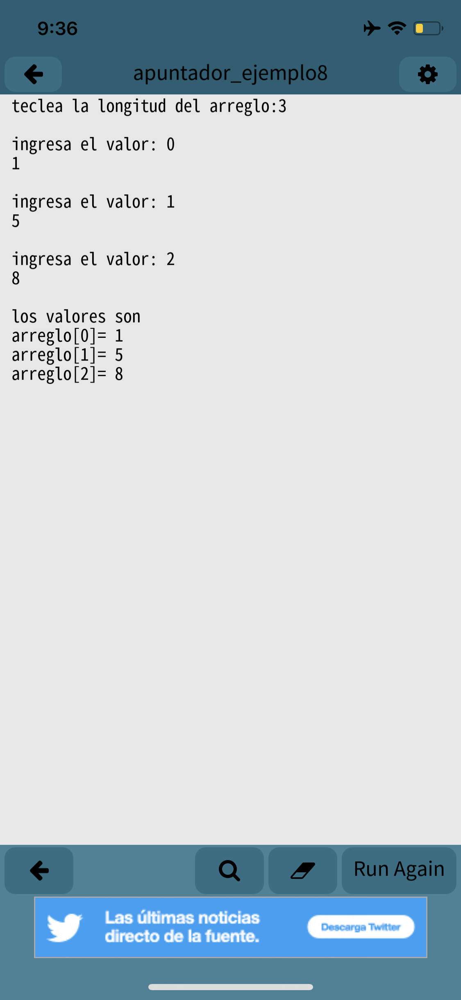 9:36
apuntador_ejemplo8
teclea la longitud del arreglo:3
ingresa el valor: 0
1
ingresa el valor: 1
5
ingresa el valor: 2
8
los valores son
arreglo[0]= 1
arreglo[1]= 5
arreglo[2]= 8
Run Again
Las últimas noticias
directo de la fuente.
Descarga Twitter